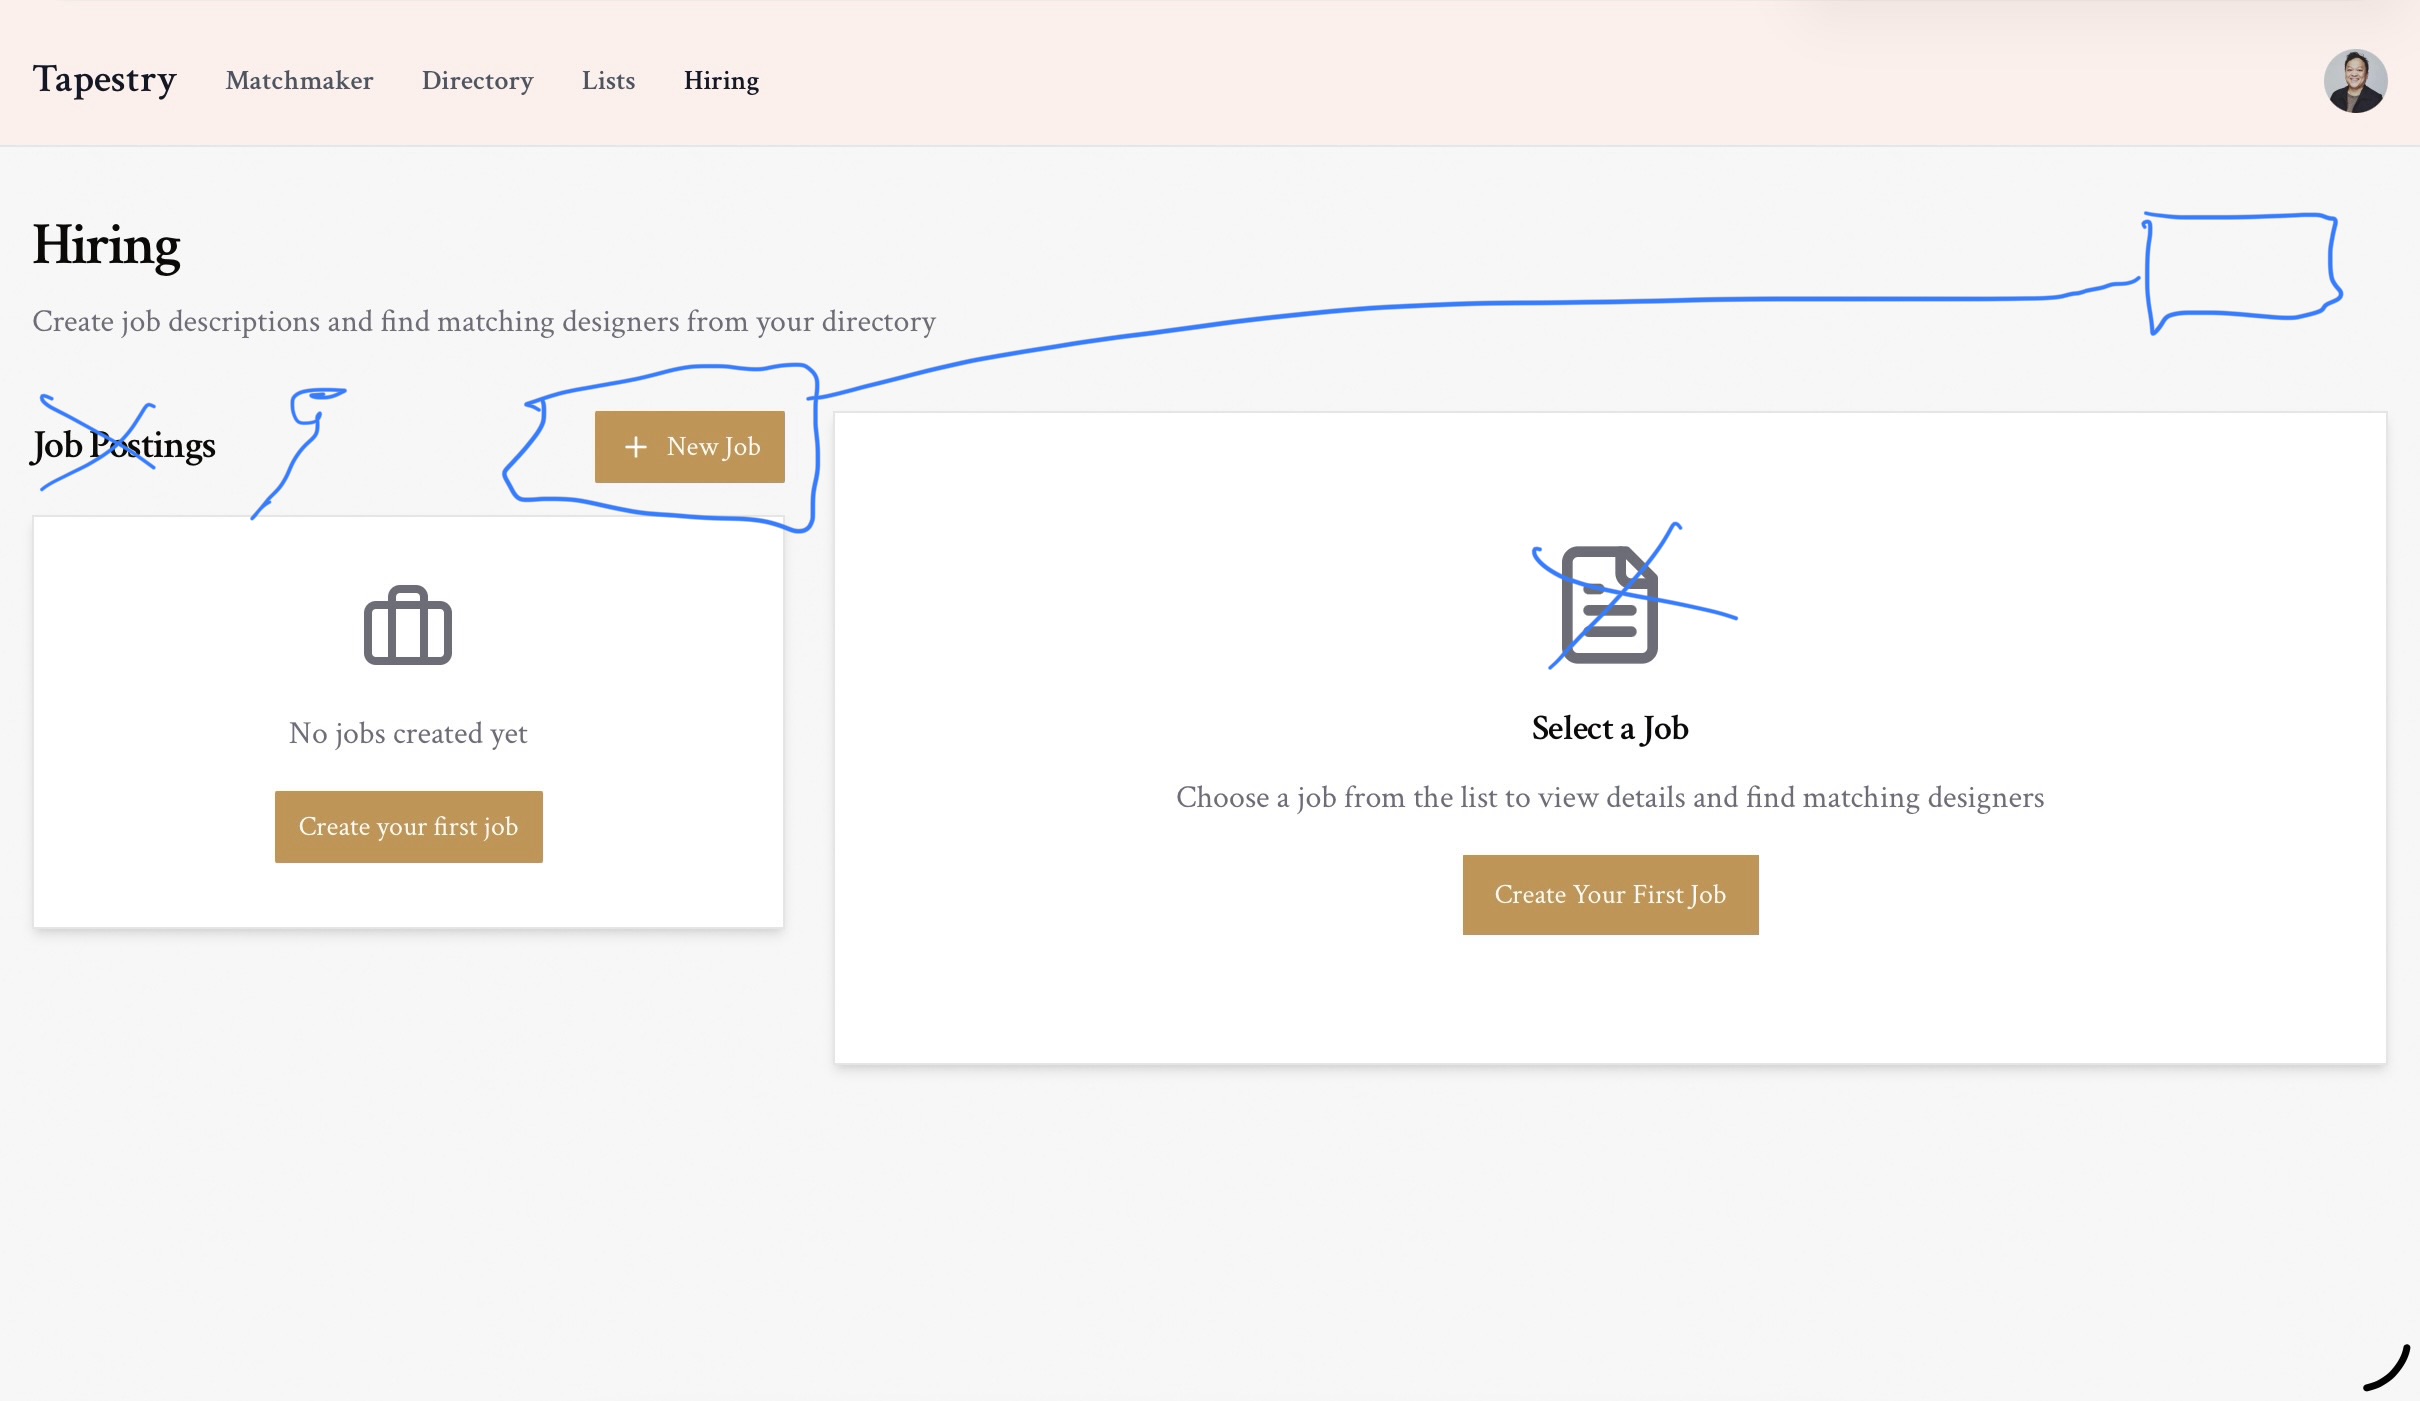 Tapestry Matchmaker Directory Lists Hiring
Hiring
Create job descriptions and find matching designers from your directory
Job Postings
+ New Job
No jobs created yet
Create your first job
Select a Job
Choose a job from the list to view details and find matching designers
Create Your First Job